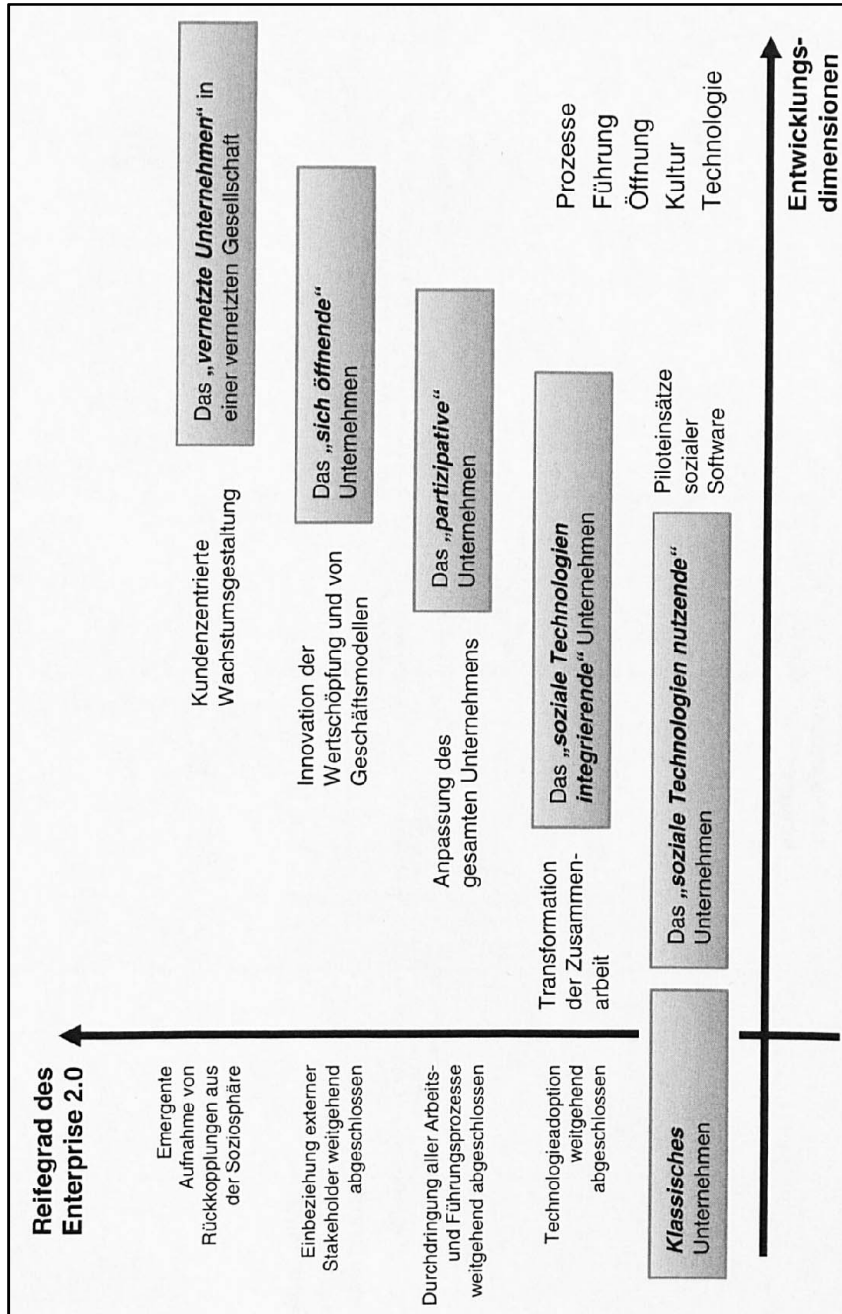 Reifegrad des
Enterprise 2.0
Emergente
Aufnahme von
Rückkopplungen aus
der Soziosphäre
Kundenzentrierte
Wachstumsgestaltung
Das „vernetzte Unternehmen“ in
einer vernetzten Gesellschaft
Einbeziehung externer
Stakeholder weitgehend
abgeschlossen
Innovation der
Wertschöpfung und von
Geschäftsmodellen
Das „sich öffnende“
Unternehmen
Durchdringung aller Arbeits-
und Führungsprozesse
weitgehend abgeschlossen
Anpassung des
gesamten Unternehmens
Das „partizipative“
Unternehmen
Technologieadoption
weitgehend
abgeschlossen
Transformation
der Zusammen-
arbeit
Das „soziale Technologien
integrierende“ Unternehmen
Prozesse
Führung
Öffnung
Kultur
Technologie
Klassisches
Unternehmen
Das „soziale Technologien nutzende“
Unternehmen
Piloteinsätze
sozialer
Software
Entwicklungs-
dimensionen